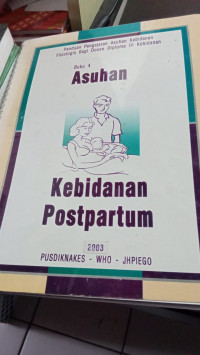 Panduan Pengajaran Asuhan Kebidanan
Fisiologis Bagi Dosen Diploma III Kebidanan
Buku 4
Asuhan
Kebidanan
Postpartum
2003
PUSDIKNAKES - WHO - JHPIEGO